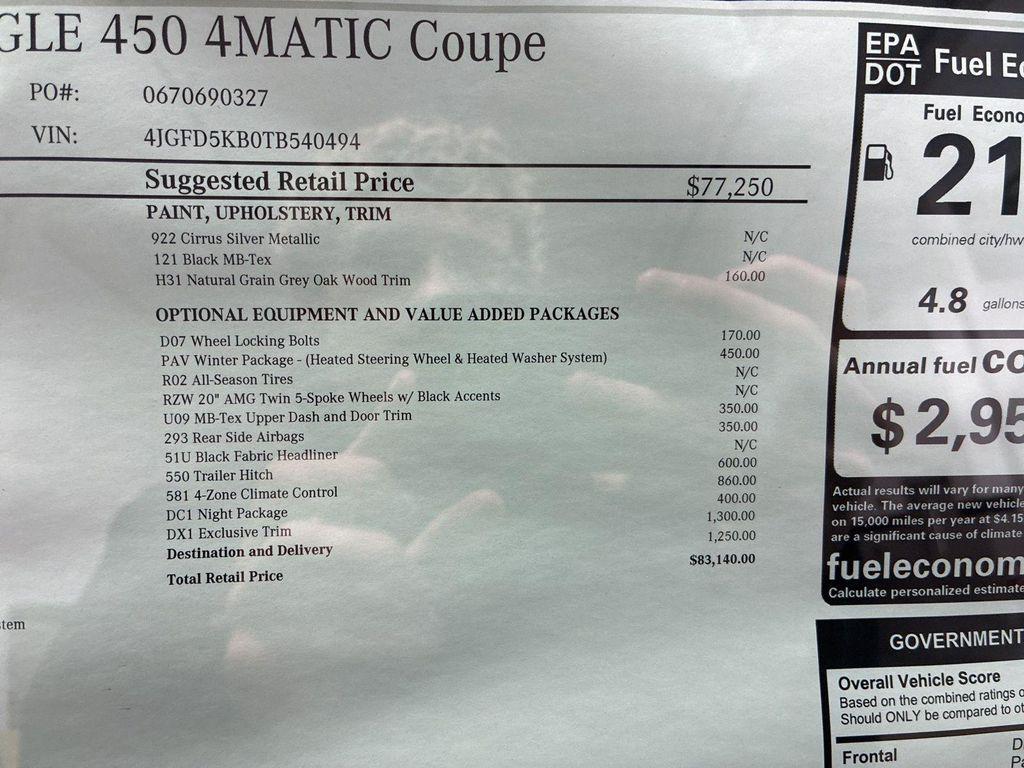 GLE 450 4MATIC Coupe
PO#: 0670690327
VIN: 4JGFD5KB0TB540494
Suggested Retail Price $77,250
PAINT, UPHOLSTERY, TRIM
922 Cirrus Silver Metallic N/C
121 Black MB-Tex N/C
H31 Natural Grain Grey Oak Wood Trim 160.00
OPTIONAL EQUIPMENT AND VALUE ADDED PACKAGES
D07 Wheel Locking Bolts 170.00
PAV Winter Package - (Heated Steering Wheel & Heated Washer System) 450.00
R02 All-Season Tires N/C
RZW 20" AMG Twin 5-Spoke Wheels w/ Black Accents N/C
U09 MB-Tex Upper Dash and Door Trim 350.00
293 Rear Side Airbags 350.00
51U Black Fabric Headliner N/C
550 Trailer Hitch 600.00
581 4-Zone Climate Control 860.00
DC1 Night Package 400.00
DX1 Exclusive Trim 1,300.00
Destination and Delivery 1,250.00
Total Retail Price $83,140.00
stem
EPA
DOT
Fuel Ec
Fuel Econo
21
combined city/hw
4.8 gallons
Annual fuel CO
$2,95
Actual results will vary for many
vehicle. The average new vehicle
on 15,000 miles per year at $4.15
are a significant cause of climate
fueleconom
Calculate personalized estimate
GOVERNMENT
Overall Vehicle Score
Based on the combined ratings o
Should ONLY be compared to ot
Frontal D
Pa